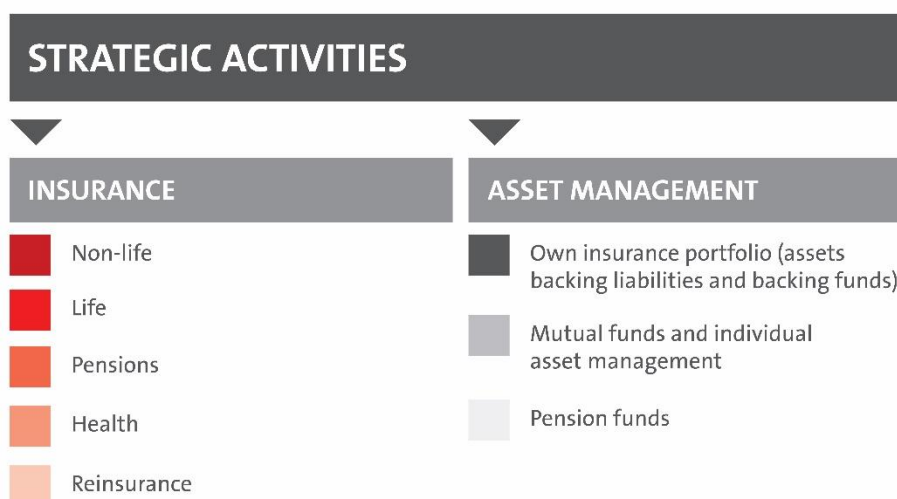 STRATEGIC ACTIVITIES
INSURANCE
Non-life
Life
Pensions
Health
Reinsurance
ASSET MANAGEMENT
Own insurance portfolio (assets
backing liabilities and backing funds)
Mutual funds and individual
asset management
Pension funds